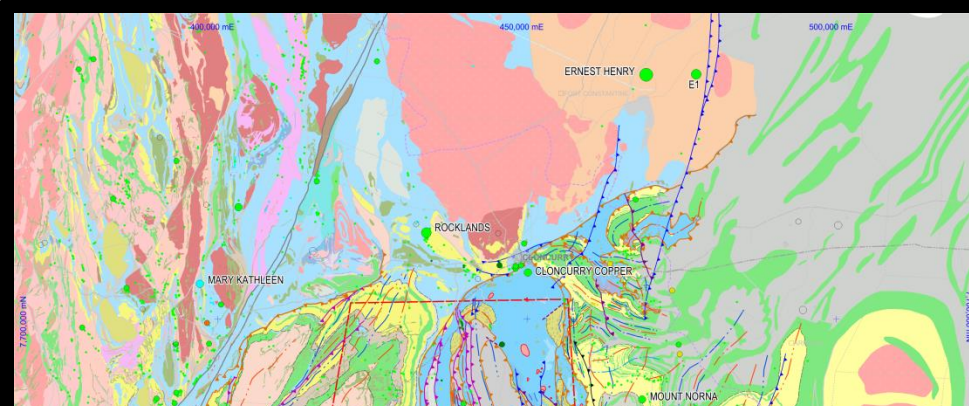 400,000 mE
450,000 mE
500,000 mE
ERNEST HENRY
E1
ROCKLANDS
CLONCURRY
CLONCURRY COPPER
MARY KATHLEEN
7,700,000 mN
MOUNT NORNA